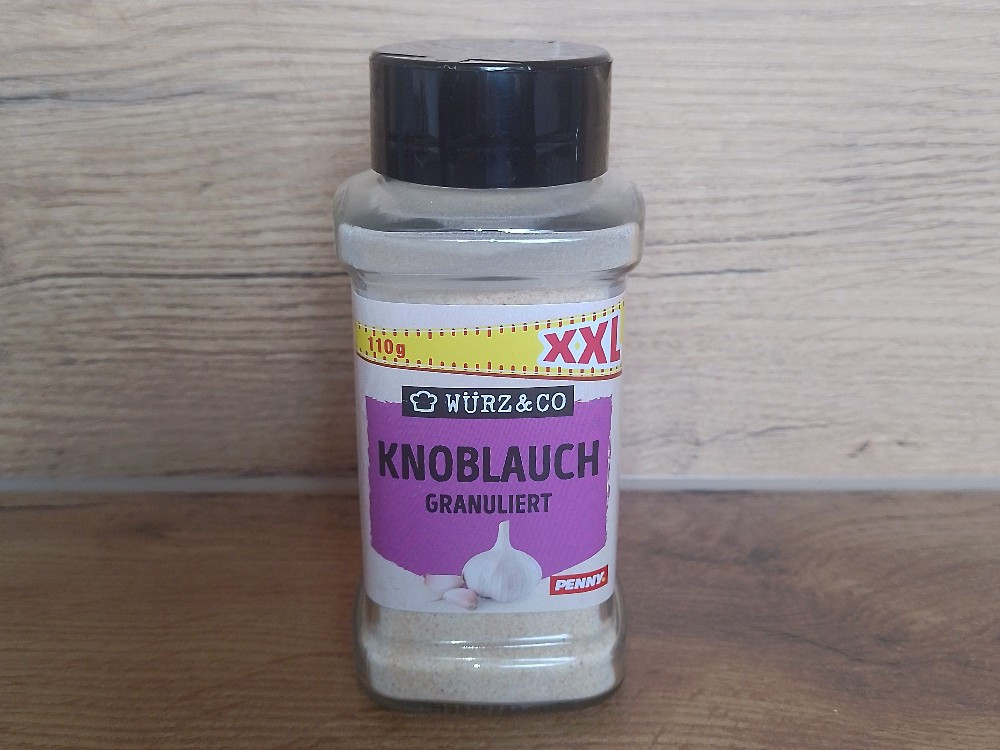 110g
XXL
WÜRZ&CO
KNOBLAUCH
GRANULIERT
PENNY.